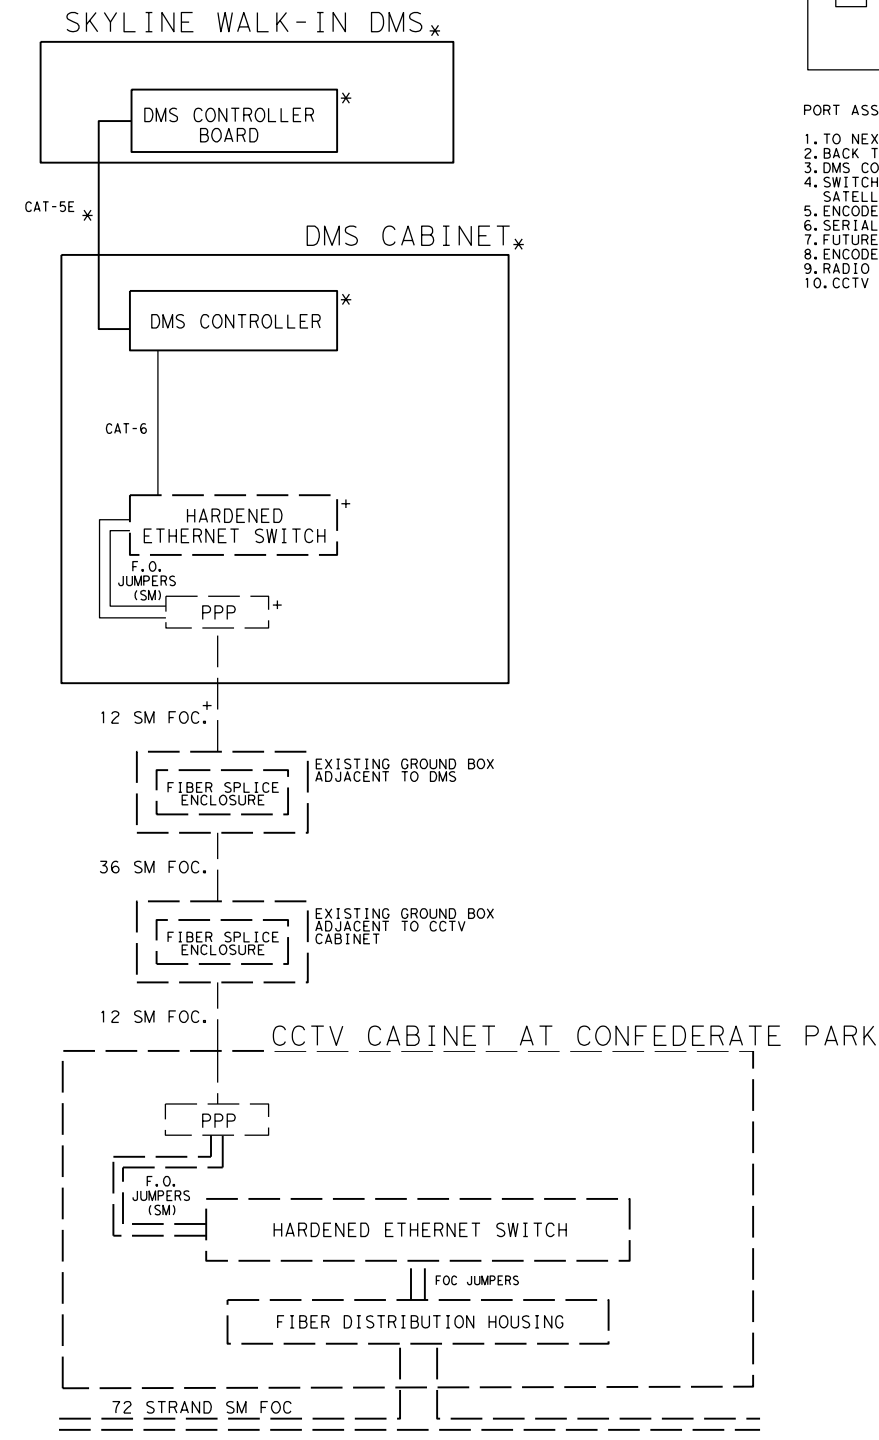 SKYLINE WALK-IN DMS*
DMS CONTROLLER
BOARD
*
CAT-5E *
DMS CABINET*
DMS CONTROLLER
*
CAT-6
HARDENED
ETHERNET SWITCH
+
F.O.
JUMPERS
(SM)
PPP
+
12 SM FOC.+
EXISTING GROUND BOX
ADJACENT TO DMS
FIBER SPLICE
ENCLOSURE
36 SM FOC.
EXISTING GROUND BOX
ADJACENT TO CCTV
CABINET
FIBER SPLICE
ENCLOSURE
12 SM FOC.
CCTV CABINET AT CONFEDERATE PARK
PPP
F.O.
JUMPERS
(SM)
HARDENED ETHERNET SWITCH
FOC JUMPERS
FIBER DISTRIBUTION HOUSING
72 STRAND SM FOC
PORT ASS
1. TO NEX
2. BACK T
3. DMS CO
4. SWITCH
SATELL
5. ENCODE
6. SERIAL
7. FUTURE
8. ENCODE
9. RADIO
10. CCTV